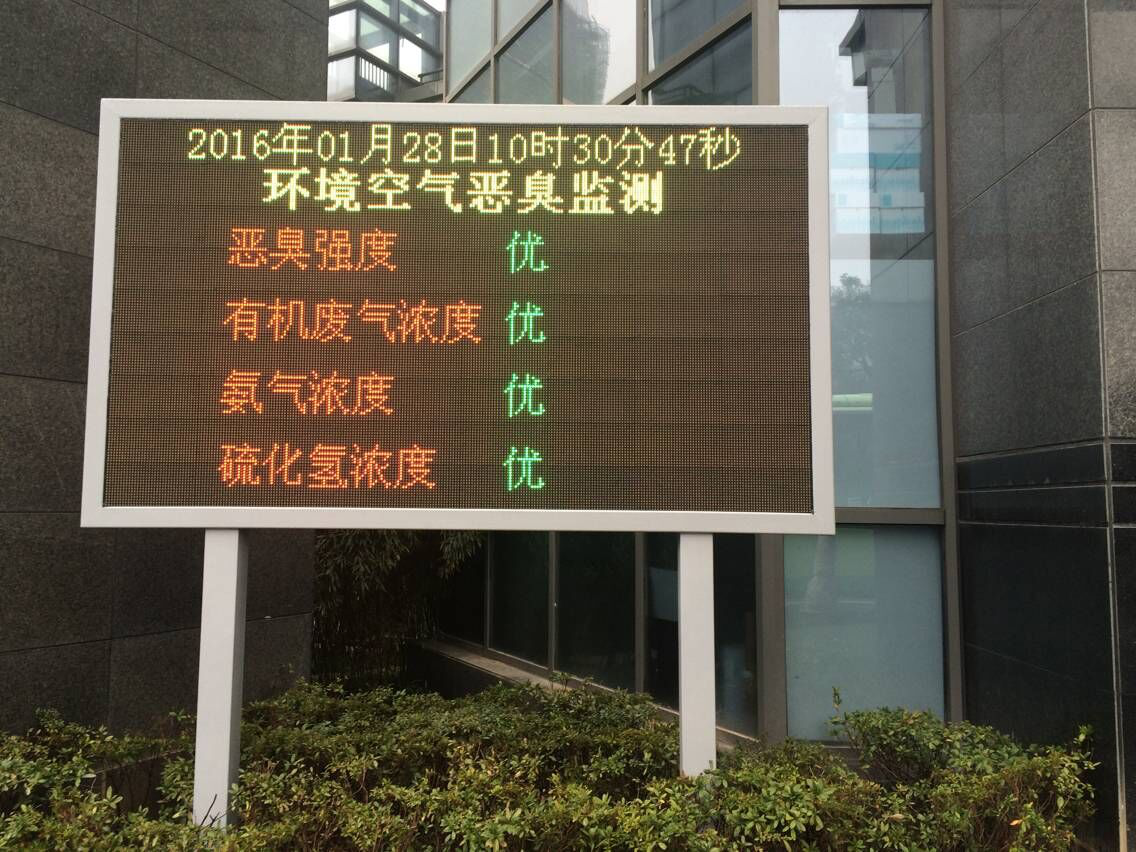 2016年01月28日10时30分47秒
环境空气恶臭监测
恶臭强度 优
有机废气浓度 优
氨气浓度 优
硫化氢浓度 优